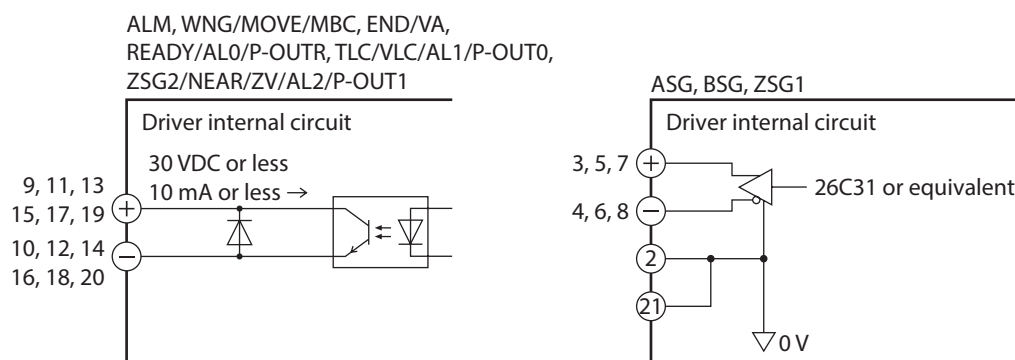 ALM, WNG/MOVE/MBC, END/VA,
READY/AL0/P-OUTR, TLC/VLC/AL1/P-OUT0,
ZSG2/NEAR/ZV/AL2/P-OUT1
Driver internal circuit
30 VDC or less
10 mA or less →
9, 11, 13
+
15, 17, 19
10, 12, 14
−
16, 18, 20
ASG, BSG, ZSG1
Driver internal circuit
3, 5, 7 +
26C31 or equivalent
4, 6, 8 −
2
21
0 V